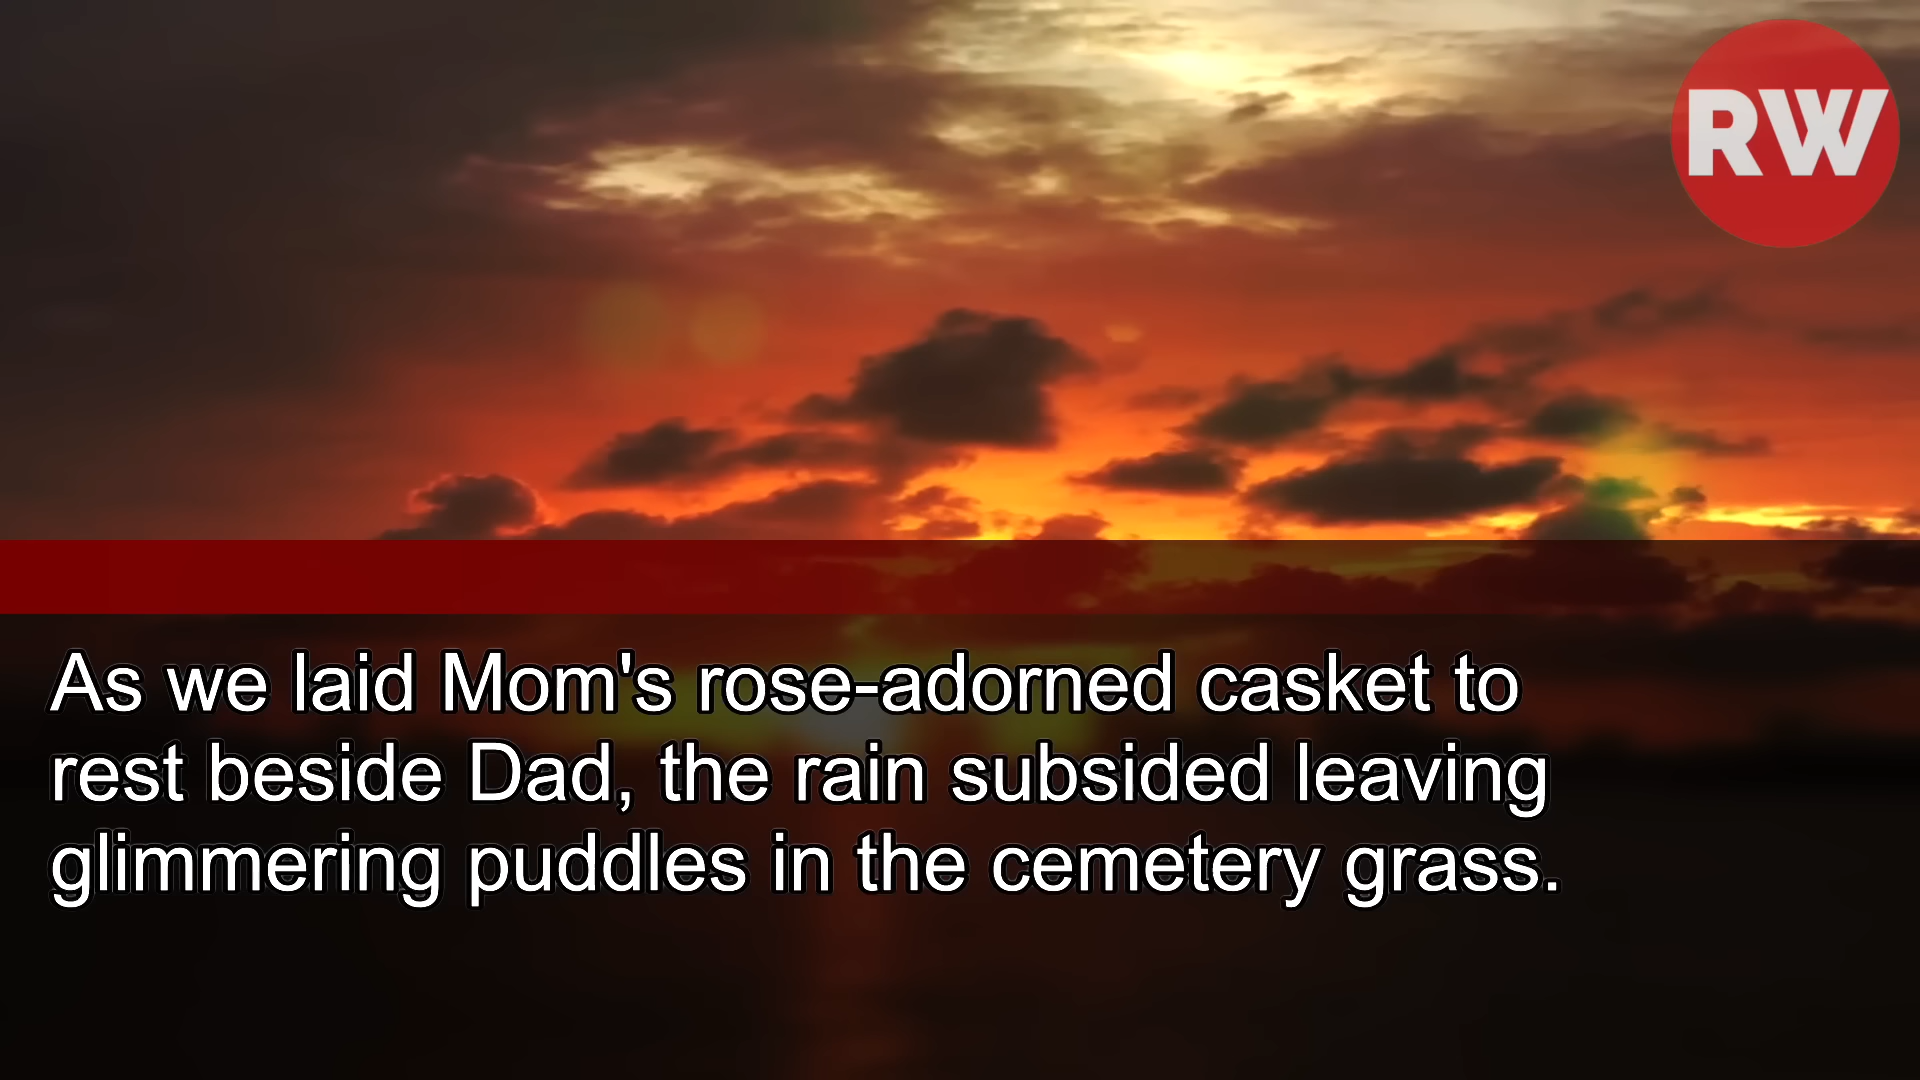 RW
As we laid Mom's rose-adorned casket to
rest beside Dad, the rain subsided leaving
glimmering puddles in the cemetery grass.